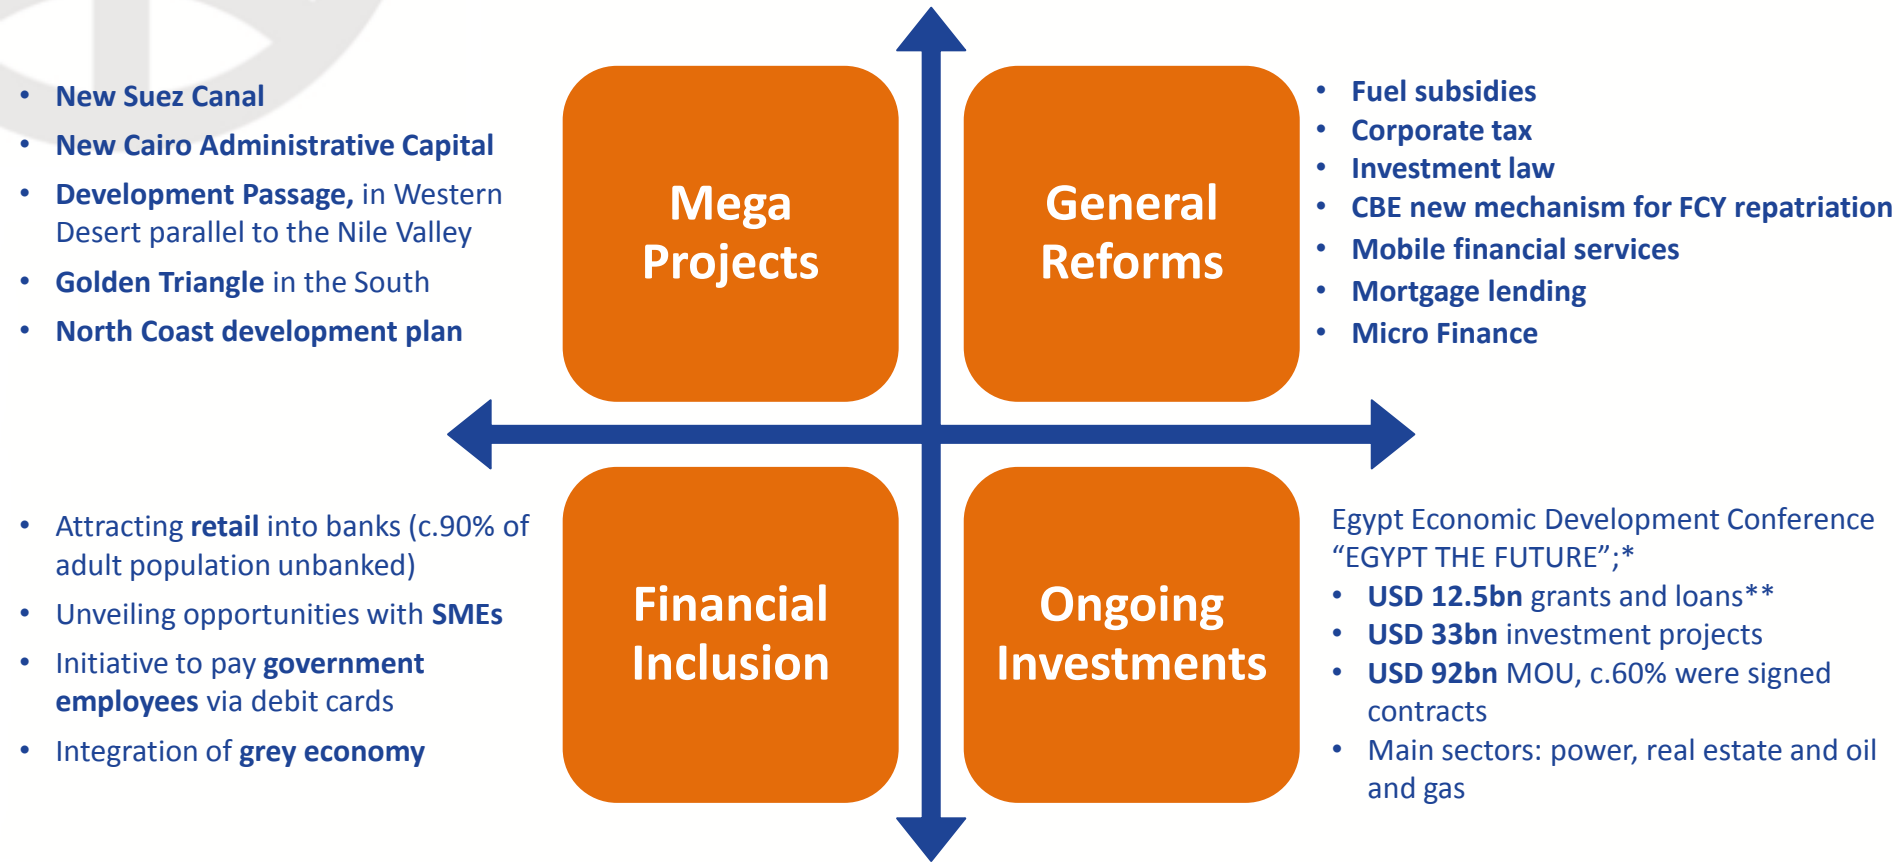 • New Suez Canal
• New Cairo Administrative Capital
• Development Passage, in Western
Desert parallel to the Nile Valley
• Golden Triangle in the South
• North Coast development plan
Mega
Projects
General
Reforms
• Fuel subsidies
• Corporate tax
• Investment law
• CBE new mechanism for FCY repatriation
• Mobile financial services
• Mortgage lending
• Micro Finance
• Attracting retail into banks (c.90% of
adult population unbanked)
• Unveiling opportunities with SMEs
• Initiative to pay government
employees via debit cards
• Integration of grey economy
Financial
Inclusion
Ongoing
Investments
Egypt Economic Development Conference
“EGYPT THE FUTURE”;*
• USD 12.5bn grants and loans**
• USD 33bn investment projects
• USD 92bn MOU, c.60% were signed
contracts
• Main sectors: power, real estate and oil
and gas